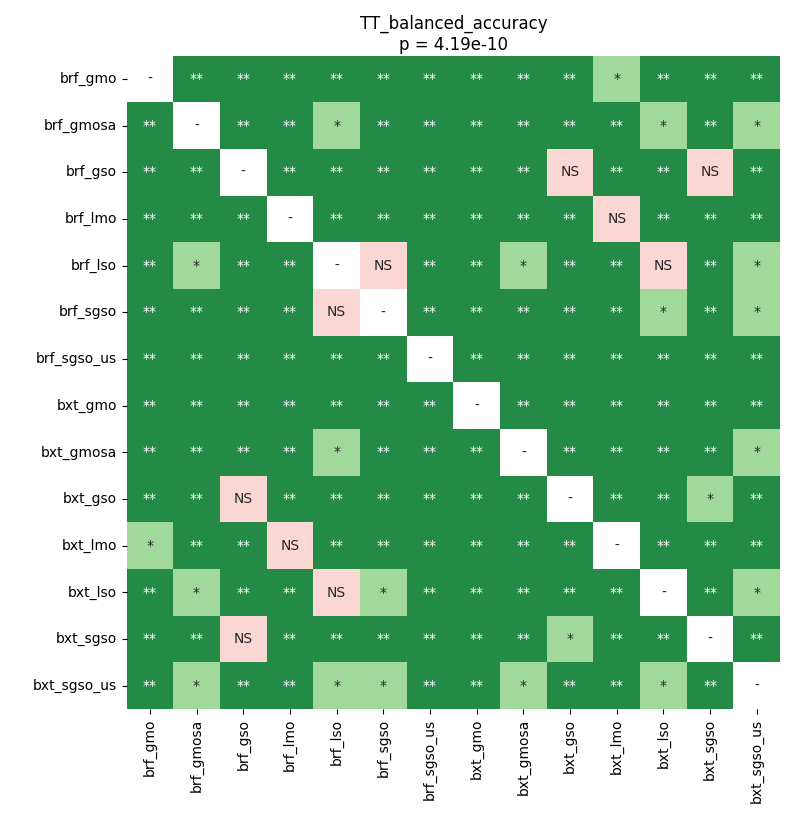 TT_balanced_accuracy
p = 4.19e-10
brf_gmo - ** ** ** ** ** ** ** ** ** * ** ** **
brf_gmosa ** - ** ** * ** ** ** ** ** ** * ** *
brf_gso ** ** - ** ** ** ** ** ** NS ** ** NS **
brf_lmo ** ** ** - ** ** ** ** ** ** NS ** ** **
brf_lso ** * ** ** - NS ** ** * ** ** NS ** *
brf_sgso ** ** ** ** NS - ** ** ** ** ** * ** *
brf_sgso_us ** ** ** ** ** ** - ** ** ** ** ** ** **
bxt_gmo ** ** ** ** ** ** ** - ** ** ** ** ** **
bxt_gmosa ** ** ** ** * ** ** ** - ** ** ** ** *
bxt_gso ** ** NS ** ** ** ** ** ** - ** ** * **
bxt_lmo * ** ** NS ** ** ** ** ** ** - ** ** **
bxt_lso ** * ** ** NS * ** ** ** ** ** - ** *
bxt_sgso ** ** NS ** ** ** ** ** ** * ** ** - **
bxt_sgso_us ** * ** ** * * ** ** * ** ** * ** -
brf_gmo brf_gmosa brf_gso brf_lmo brf_lso brf_sgso brf_sgso_us bxt_gmo bxt_gmosa bxt_gso bxt_lmo bxt_lso bxt_sgso bxt_sgso_us